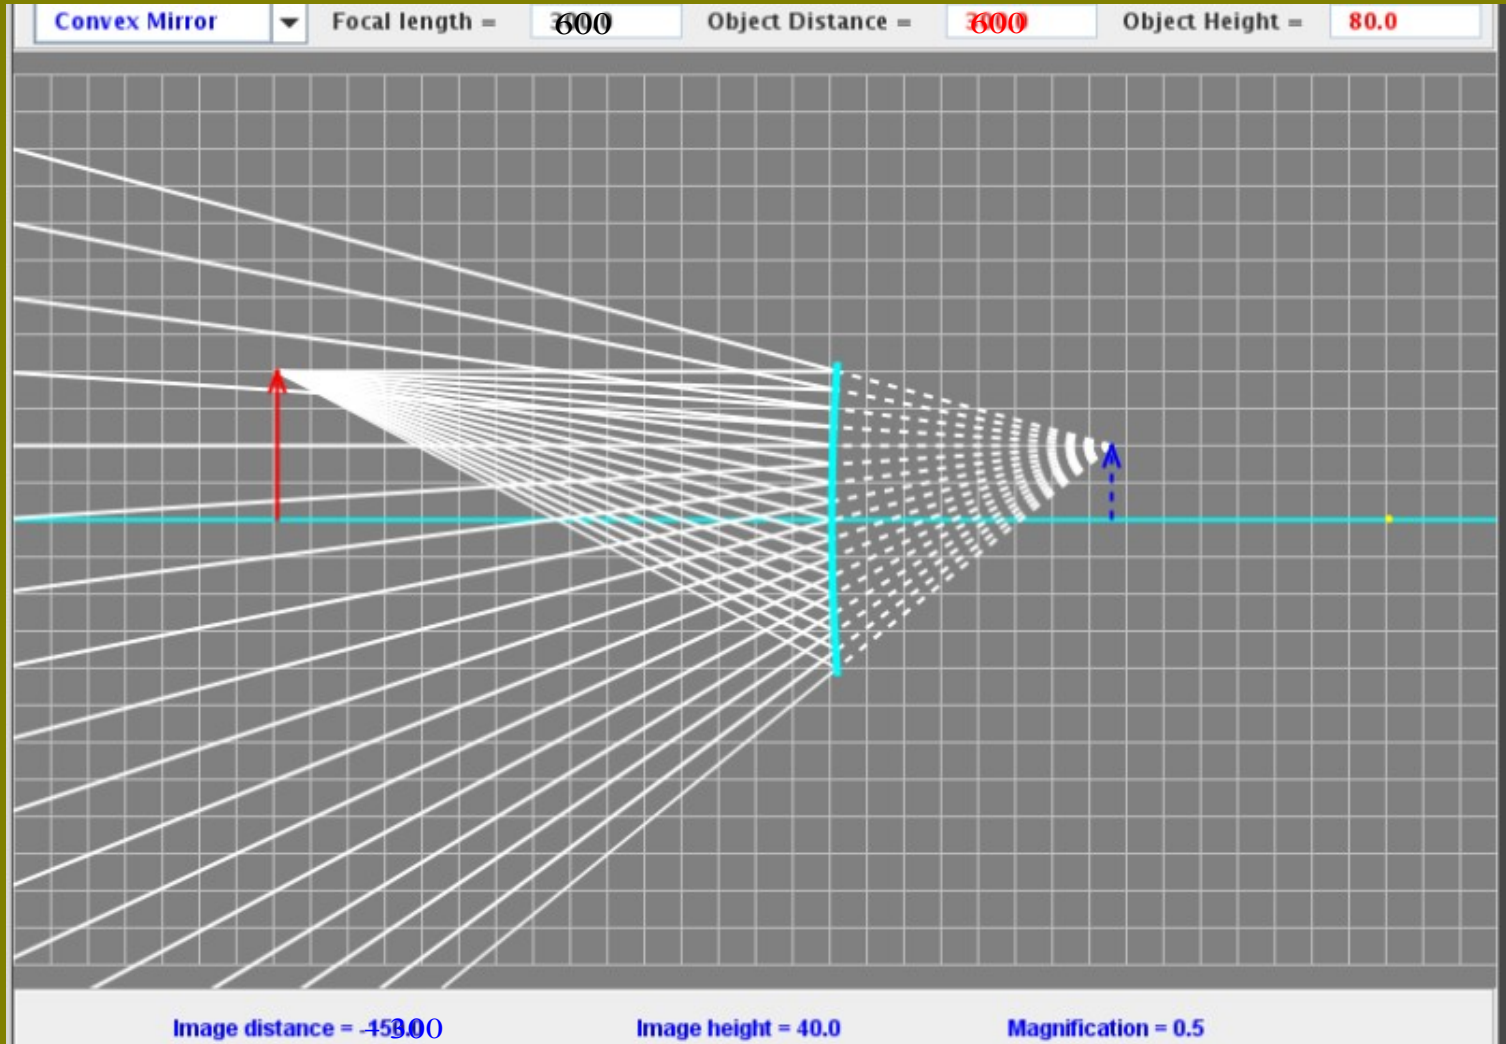 Convex Mirror Focal length = 600 Object Distance = 600 Object Height = 80.0
Image distance = -300 Image height = 40.0 Magnification = 0.5